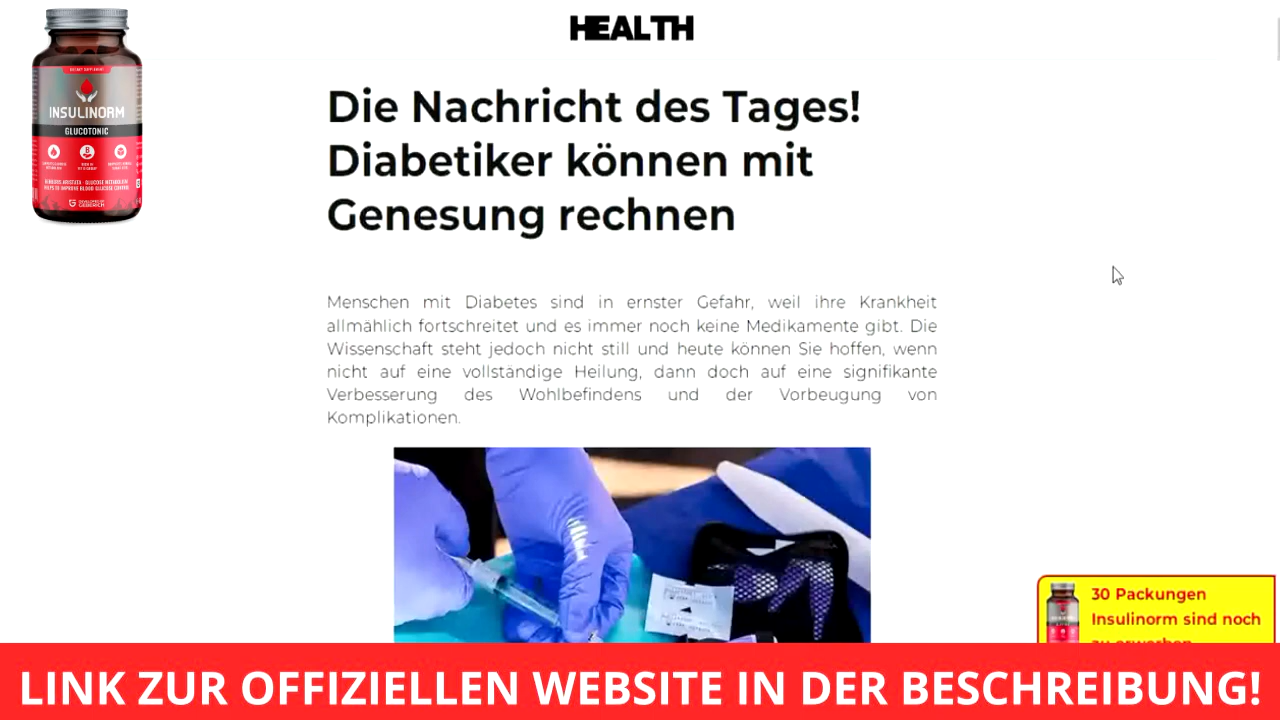 HEALTH
INSULINORM
GLUCOTONIC
Die Nachricht des Tages!
Diabetiker können mit
Genesung rechnen
Menschen mit Diabetes sind in ernster Gefahr, weil ihre Krankheit
allmählich fortschreitet und es immer noch keine Medikamente gibt. Die
Wissenschaft steht jedoch nicht still und heute können Sie hoffen, wenn
nicht auf eine vollständige Heilung, dann doch auf eine signifikante
Verbesserung des Wohlbefindens und der Vorbeugung von
Komplikationen.
30 Packungen
Insulinorm sind noch
LINK ZUR OFFIZIELLEN WEBSITE IN DER BESCHREIBUNG!